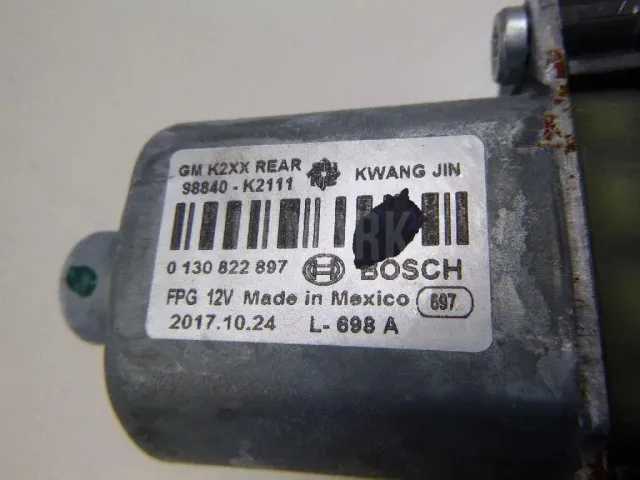 GM K2XX REAR KWANG JIN
98840 - K2111
0 130 822 897 BOSCH
FPG 12V Made in Mexico 697
2017.10.24 L- 698 A